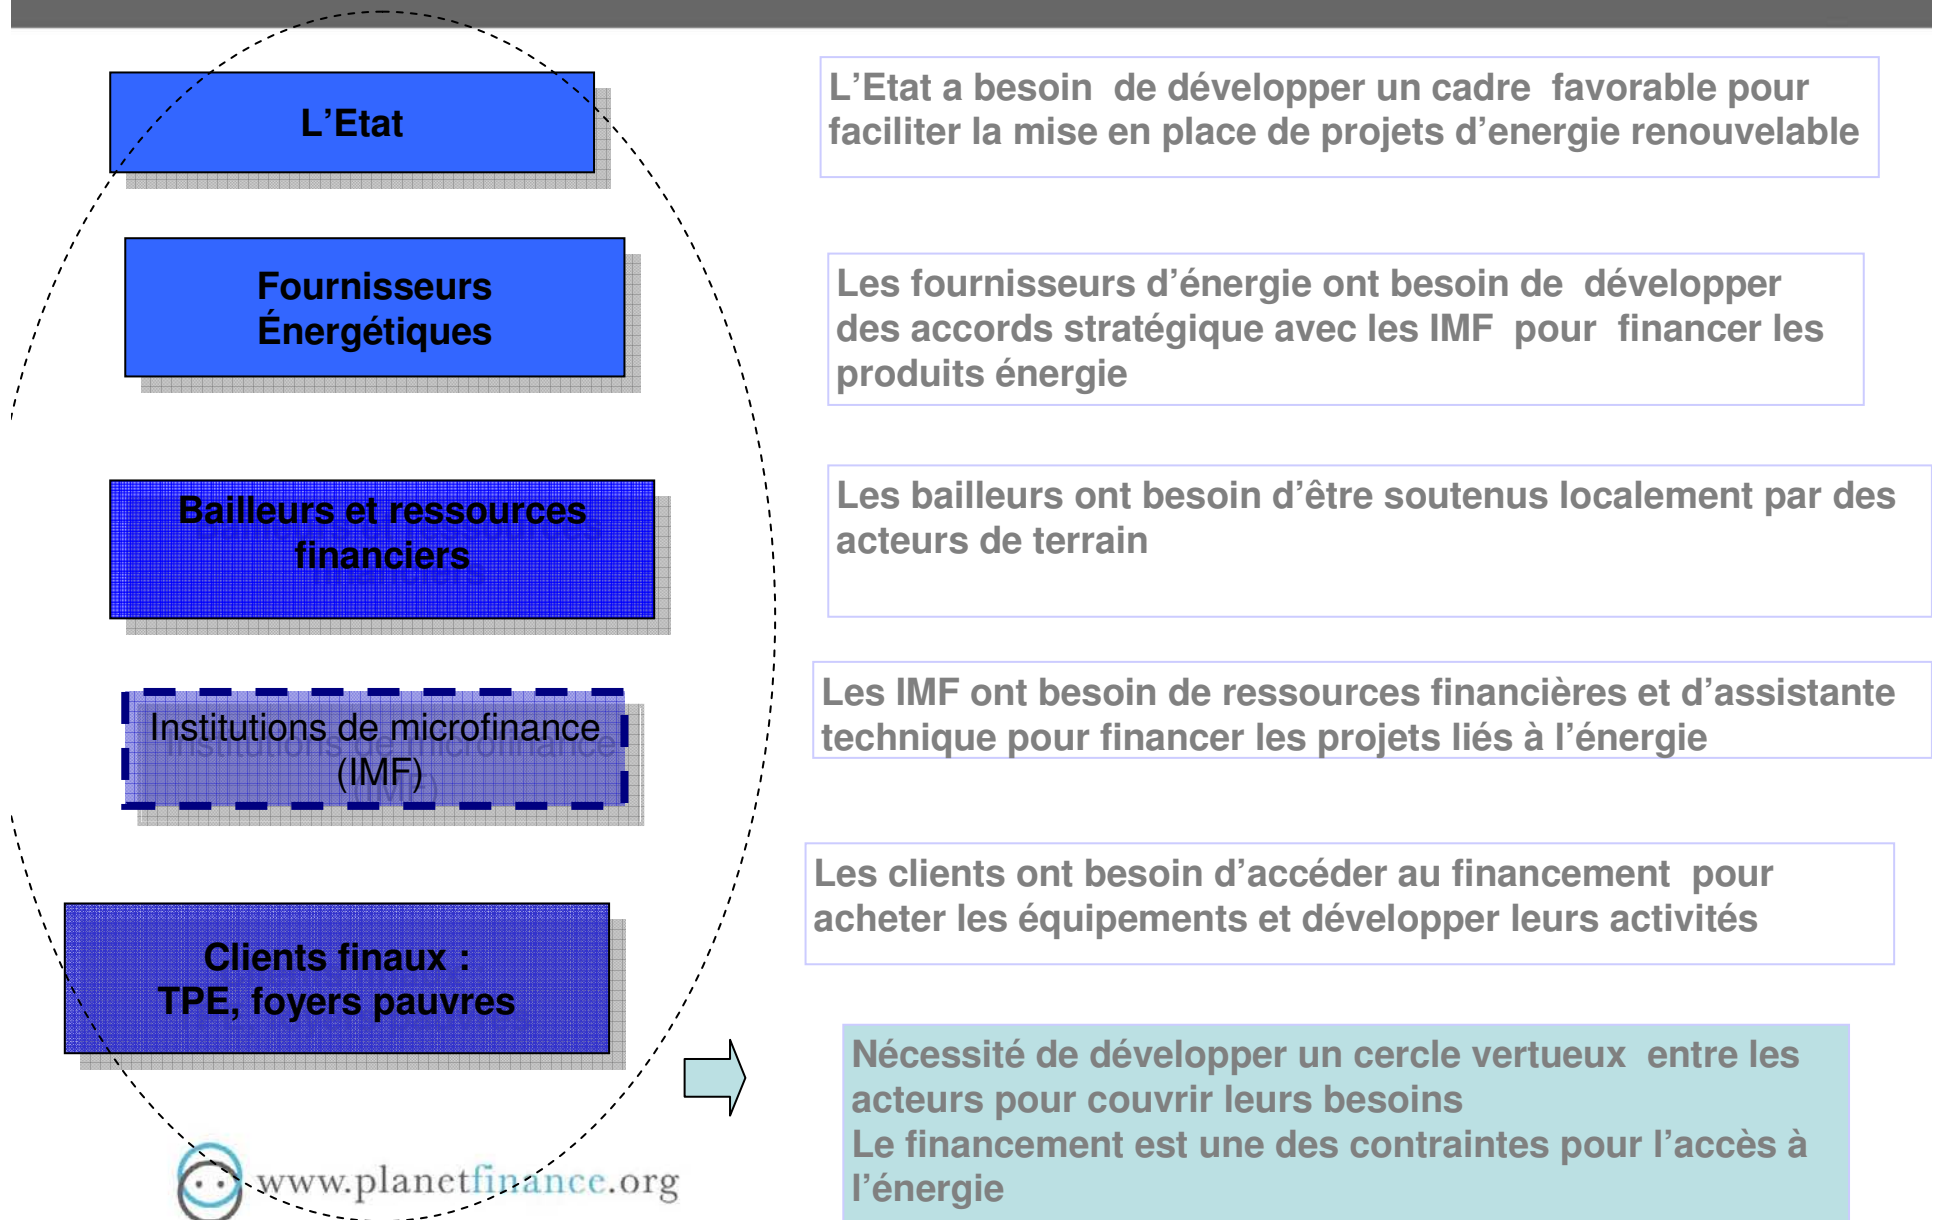 L'Etat
L'Etat a besoin de développer un cadre favorable pour
faciliter la mise en place de projets d'energie renouvelable
Fournisseurs
Énergétiques
Les fournisseurs d'énergie ont besoin de développer
des accords stratégique avec les IMF pour financer les
produits énergie
Bailleurs et ressources
financiers
Les bailleurs ont besoin d'être soutenus localement par des
acteurs de terrain
Institutions de microfinance
(IMF)
Les IMF ont besoin de ressources financières et d'assistante
technique pour financer les projets liés à l'énergie
Clients finaux :
TPE, foyers pauvres
Les clients ont besoin d'accéder au financement pour
acheter les équipements et développer leurs activités
Nécessité de développer un cercle vertueux entre les
acteurs pour couvrir leurs besoins
Le financement est une des contraintes pour l'accès à
l'énergie
www.planetfinance.org